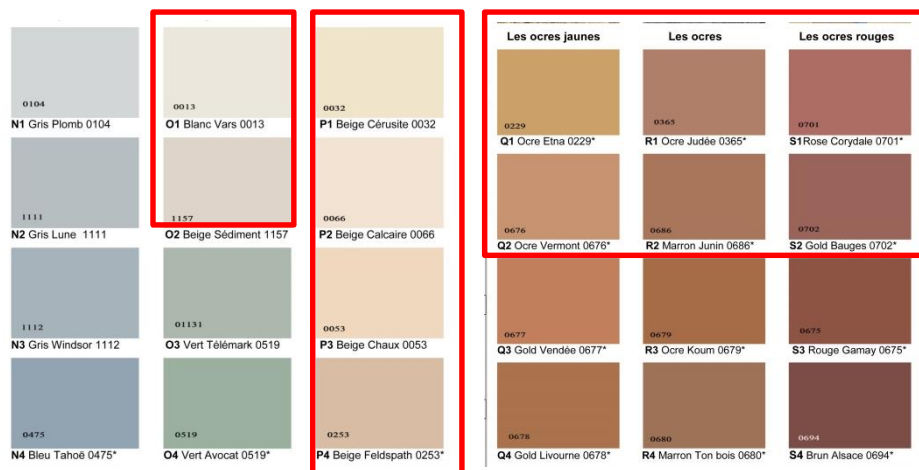 Les ocres jaunes
Les ocres
Les ocres rouges
0104
0013
0032
0229
0365
0701
N1 Gris Plomb 0104
O1 Blanc Vars 0013
P1 Beige Cérusite 0032
Q1 Ocre Etna 0229*
R1 Ocre Judée 0365*
S1Rose Corydale 0701*
1111
1157
0066
0676
0686
0702
N2 Gris Lune 1111
O2 Beige Sédiment 1157
P2 Beige Calcaire 0066
Q2 Ocre Vermont 0676*
R2 Marron Junin 0686*
S2 Gold Bauges 0702*
1112
01131
0053
0677
0679
0675
N3 Gris Windsor 1112
O3 Vert Télémark 0519
P3 Beige Chaux 0053
Q3 Gold Vendée 0677*
R3 Ocre Koum 0679*
S3 Rouge Gamay 0675*
0475
0519
0253
0678
0680
0694
N4 Bleu Tahoë 0475*
O4 Vert Avocat 0519*
P4 Beige Feldspath 0253*
Q4 Gold Livourne 0678*
R4 Marron Ton bois 0680*
S4 Brun Alsace 0694*